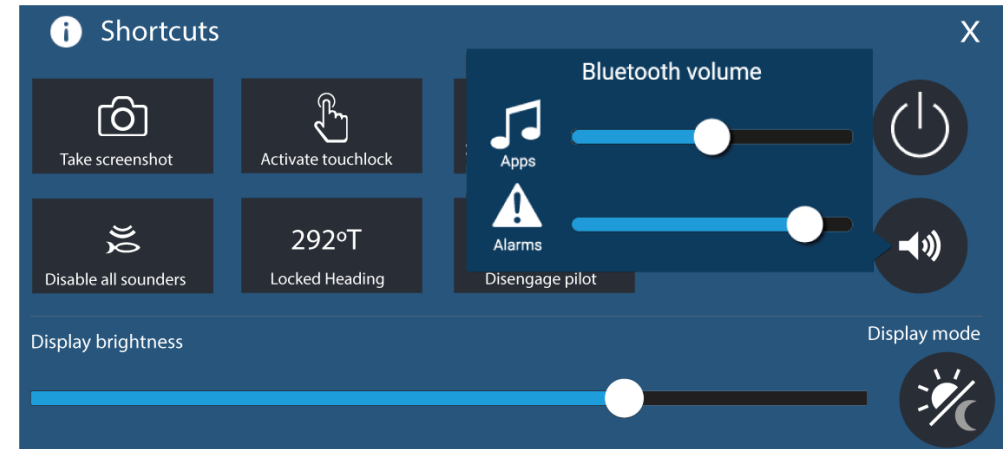 Shortcuts
X
Bluetooth volume
Take screenshot
Activate touchlock
Apps
Alarms
292ºT
Disable all sounders
Locked Heading
Disengage pilot
Display brightness
Display mode